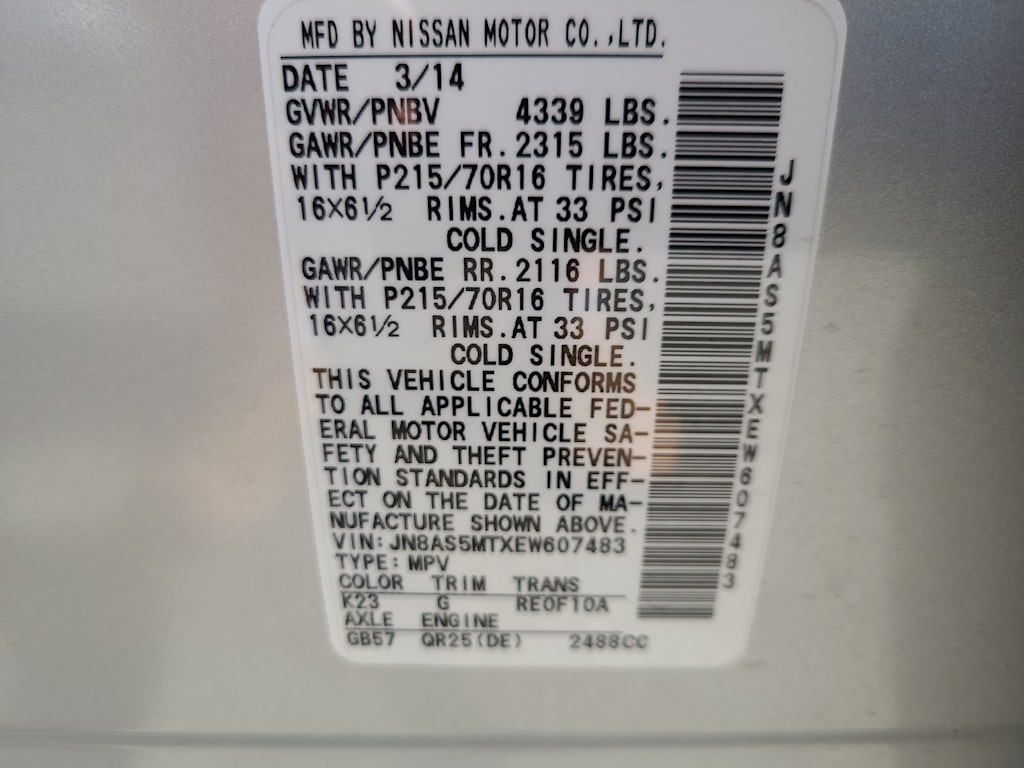 MFD BY NISSAN MOTOR CO.,LTD.
DATE 3/14
GVWR/PNBV 4339 LBS.
GAWR/PNBE FR.2315 LBS.
WITH P215/70R16 TIRES,
16X6½ RIMS.AT 33 PSI
COLD SINGLE.
GAWR/PNBE RR.2116 LBS.
WITH P215/70R16 TIRES,
16X6½ RIMS.AT 33 PSI
COLD SINGLE.
THIS VEHICLE CONFORMS
TO ALL APPLICABLE FED-
ERAL MOTOR VEHICLE SA-
FETY AND THEFT PREVEN-
TION STANDARDS IN EFF-
ECT ON THE DATE OF MA-
NUFACTURE SHOWN ABOVE.
VIN:JN8AS5MTXEW607483
TYPE:MPV
COLOR TRIM TRANS
K23 G RE0F10A
AXLE ENGINE
GB57 QR25(DE) 2488CC
JN8AS5MTXEW607483